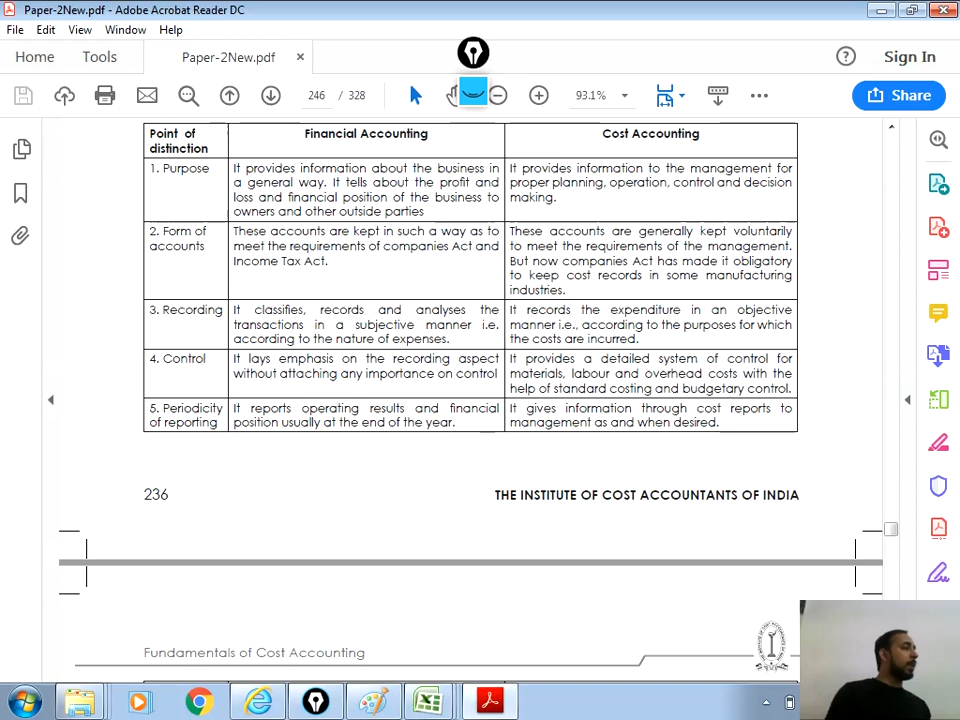 Paper-2New.pdf - Adobe Acrobat Reader DC
File Edit View Window Help
Home Tools Paper-2New.pdf × Sign In
246 / 328 93.1% Share
Point of distinction Financial Accounting Cost Accounting
1. Purpose
It provides information about the business in
a general way. It tells about the profit and
loss and financial position of the business to
owners and other outside parties
It provides information to the management for
proper planning, operation, control and decision
making.
2. Form of
accounts
These accounts are kept in such a way as to
meet the requirements of companies Act and
Income Tax Act.
These accounts are generally kept voluntarily
to meet the requirements of the management.
But now companies Act has made it obligatory
to keep cost records in some manufacturing
industries.
3. Recording
It classifies, records and analyses the
transactions in a subjective manner i.e.
according to the nature of expenses.
It records the expenditure in an objective
manner i.e., according to the purposes for which
the costs are incurred.
4. Control
It lays emphasis on the recording aspect
without attaching any importance on control
It provides a detailed system of control for
materials, labour and overhead costs with the
help of standard costing and budgetary control.
5. Periodicity
of reporting
It reports operating results and financial
position usually at the end of the year.
It gives information through cost reports to
management as and when desired.
236 THE INSTITUTE OF COST ACCOUNTANTS OF INDIA
Fundamentals of Cost Accounting